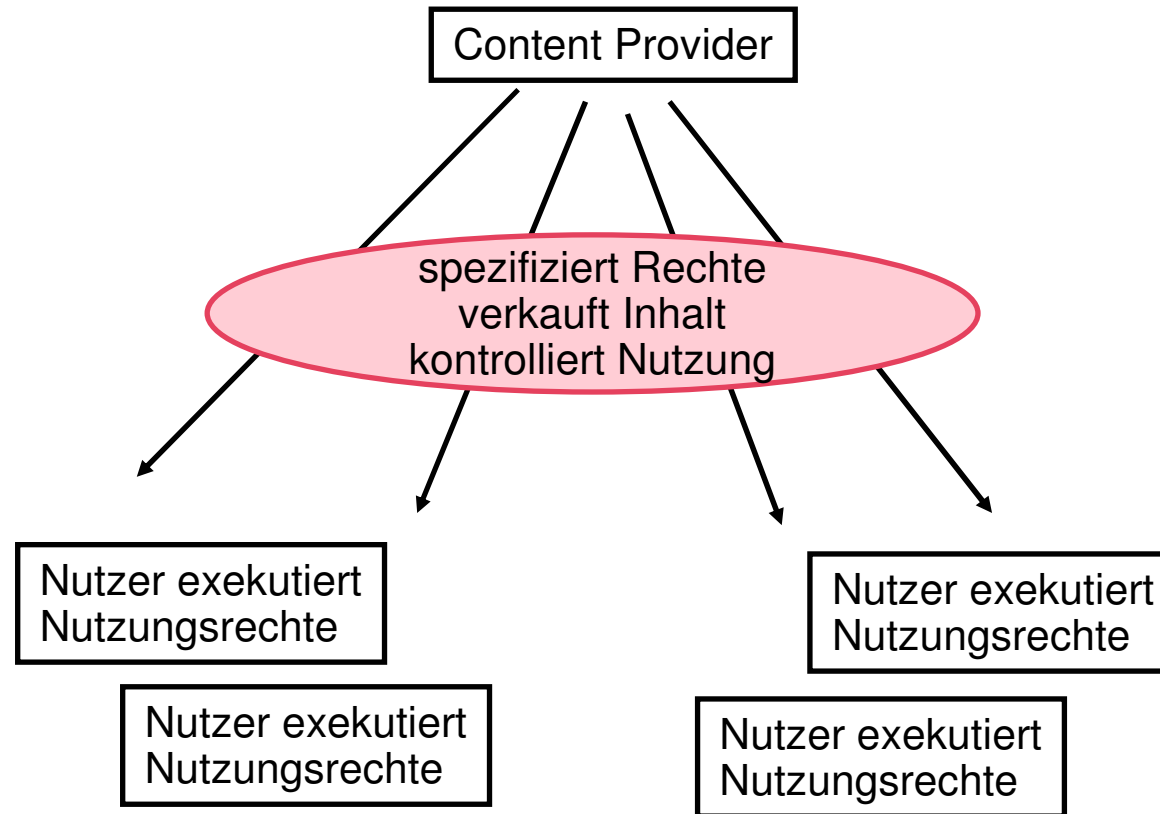 Content Provider
spezifiziert Rechte
verkauft Inhalt
kontrolliert Nutzung
Nutzer exekutiert
Nutzungsrechte
Nutzer exekutiert
Nutzungsrechte
Nutzer exekutiert
Nutzungsrechte
Nutzer exekutiert
Nutzungsrechte